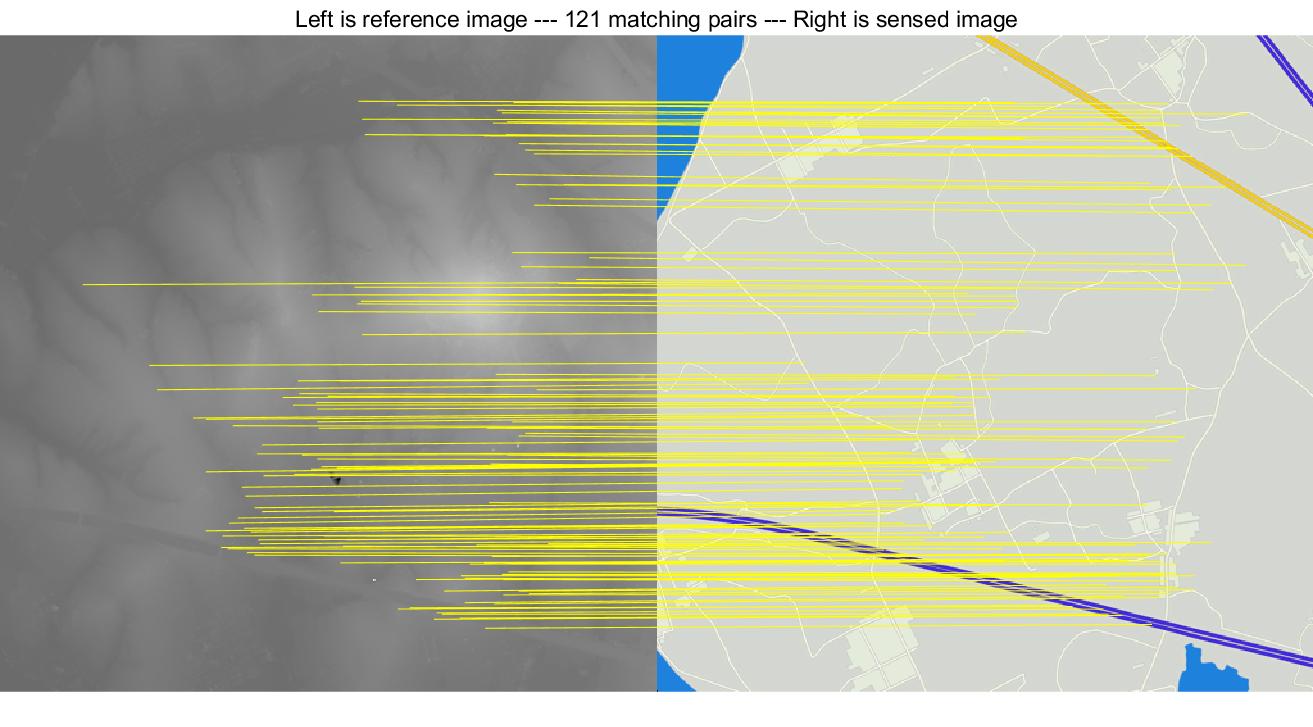 Left is reference image --- 121 matching pairs --- Right is sensed image